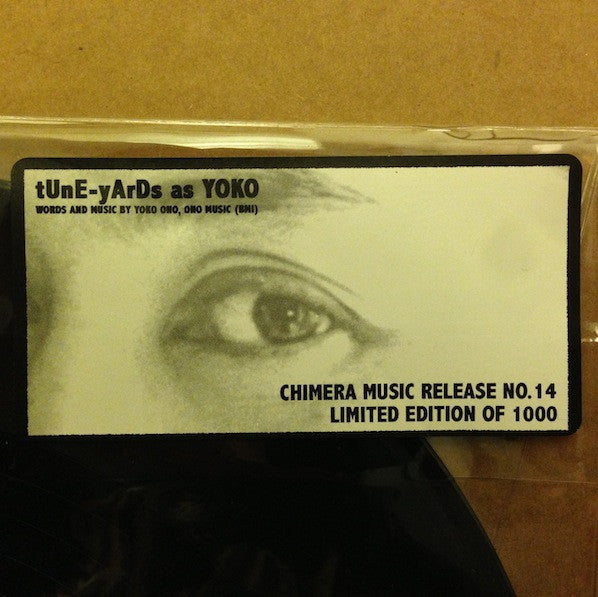 tUnE-yArDs as YOKO
WORDS AND MUSIC BY YOKO ONO, ONO MUSIC (BMI)
CHIMERA MUSIC RELEASE NO.14
LIMITED EDITION OF 1000